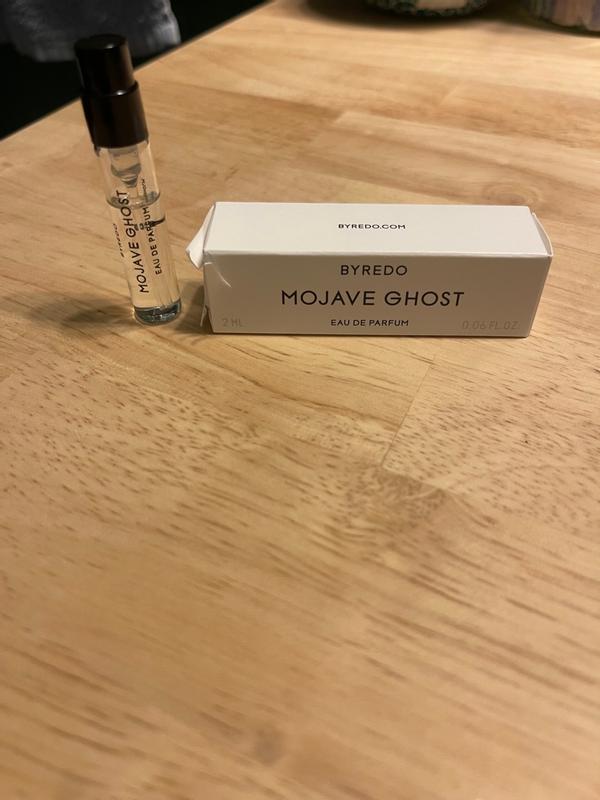 BYREDO
MOJAVE GHOST
EAU DE PARFUM
BYREDO.COM
BYREDO
MOJAVE GHOST
2 ML
EAU DE PARFUM
0.06 FL.OZ.